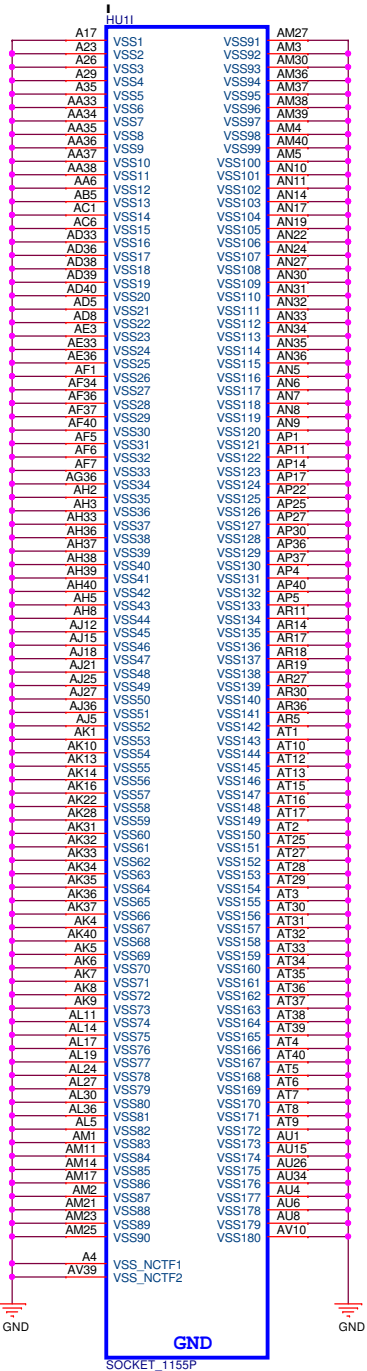 HU1I
A17 VSS1 VSS91 AM27
A23 VSS2 VSS92 AM3
A26 VSS3 VSS93 AM30
A29 VSS4 VSS94 AM36
A35 VSS5 VSS95 AM37
AA33 VSS6 VSS96 AM38
AA34 VSS7 VSS97 AM39
AA35 VSS8 VSS98 AM4
AA36 VSS9 VSS99 AM40
AA37 VSS10 VSS100 AM5
AA38 VSS11 VSS101 AN10
AA6 VSS12 VSS102 AN11
AB5 VSS13 VSS103 AN14
AC1 VSS14 VSS104 AN17
AC6 VSS15 VSS105 AN19
AD33 VSS16 VSS106 AN22
AD36 VSS17 VSS107 AN24
AD38 VSS18 VSS108 AN27
AD39 VSS19 VSS109 AN30
AD40 VSS20 VSS110 AN31
AD5 VSS21 VSS111 AN32
AD8 VSS22 VSS112 AN33
AE3 VSS23 VSS113 AN34
AE33 VSS24 VSS114 AN35
AE36 VSS25 VSS115 AN36
AF1 VSS26 VSS116 AN5
AF34 VSS27 VSS117 AN6
AF36 VSS28 VSS118 AN7
AF37 VSS29 VSS119 AN8
AF40 VSS30 VSS120 AN9
AF5 VSS31 VSS121 AP1
AF6 VSS32 VSS122 AP11
AF7 VSS33 VSS123 AP14
AG36 VSS34 VSS124 AP17
AH2 VSS35 VSS125 AP22
AH3 VSS36 VSS126 AP25
AH33 VSS37 VSS127 AP27
AH36 VSS38 VSS128 AP30
AH37 VSS39 VSS129 AP36
AH38 VSS40 VSS130 AP37
AH39 VSS41 VSS131 AP4
AH40 VSS42 VSS132 AP40
AH5 VSS43 VSS133 AP5
AH8 VSS44 VSS134 AR11
AJ12 VSS45 VSS135 AR14
AJ15 VSS46 VSS136 AR17
AJ18 VSS47 VSS137 AR18
AJ21 VSS48 VSS138 AR19
AJ25 VSS49 VSS139 AR27
AJ27 VSS50 VSS140 AR30
AJ36 VSS51 VSS141 AR36
AJ5 VSS52 VSS142 AR5
AK1 VSS53 VSS143 AT1
AK10 VSS54 VSS144 AT10
AK13 VSS55 VSS145 AT12
AK14 VSS56 VSS146 AT13
AK16 VSS57 VSS147 AT15
AK22 VSS58 VSS148 AT16
AK28 VSS59 VSS149 AT17
AK31 VSS60 VSS150 AT2
AK32 VSS61 VSS151 AT25
AK33 VSS62 VSS152 AT27
AK34 VSS63 VSS153 AT28
AK35 VSS64 VSS154 AT29
AK36 VSS65 VSS155 AT3
AK37 VSS66 VSS156 AT30
AK4 VSS67 VSS157 AT31
AK40 VSS68 VSS158 AT32
AK5 VSS69 VSS159 AT33
AK6 VSS70 VSS160 AT34
AK7 VSS71 VSS161 AT35
AK8 VSS72 VSS162 AT36
AK9 VSS73 VSS163 AT37
AL11 VSS74 VSS164 AT38
AL14 VSS75 VSS165 AT39
AL17 VSS76 VSS166 AT4
AL19 VSS77 VSS167 AT40
AL24 VSS78 VSS168 AT5
AL27 VSS79 VSS169 AT6
AL30 VSS80 VSS170 AT7
AL36 VSS81 VSS171 AT8
AL5 VSS82 VSS172 AT9
AM1 VSS83 VSS173 AU1
AM11 VSS84 VSS174 AU15
AM14 VSS85 VSS175 AU26
AM17 VSS86 VSS176 AU34
AM2 VSS87 VSS177 AU4
AM21 VSS88 VSS178 AU6
AM23 VSS89 VSS179 AU8
AM25 VSS90 VSS180 AV10
A4 VSS_NCTF1
AV39 VSS_NCTF2
GND GND
GND
SOCKET_1155P